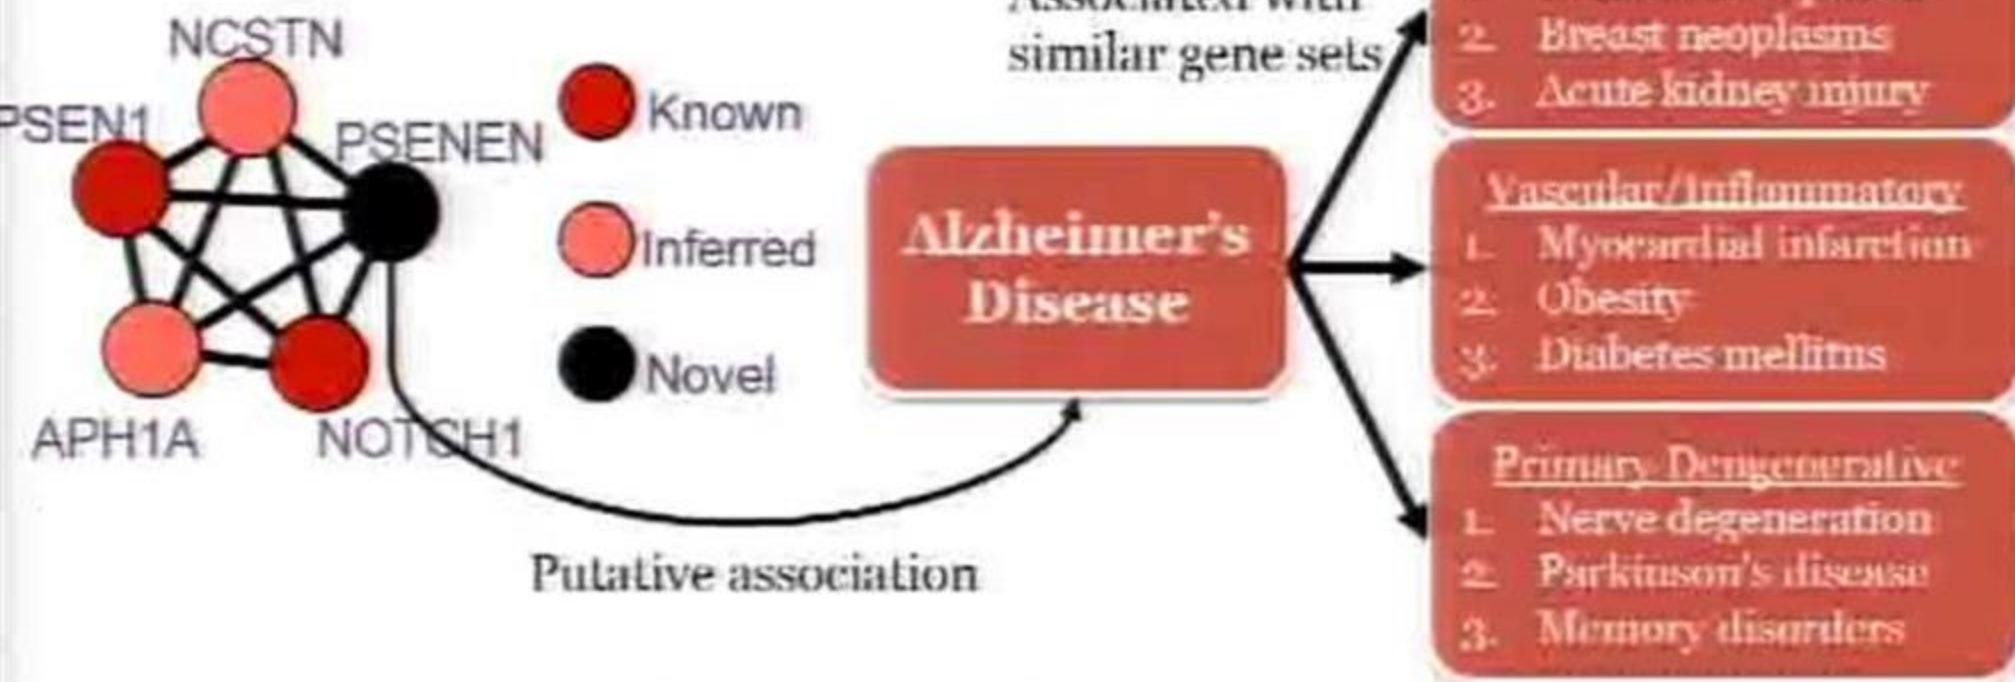 NCSTN
PSEN1
PSENEN
APH1A
NOTCH1
Known
Inferred
Novel
Associated with
similar gene sets
Alzheimer's
Disease
Putative association
2. Breast neoplasms
3. Acute kidney injury
Vascular/Inflammatory
1. Myocardial infarction
2. Obesity
3. Diabetes mellitus
Primary Dengenerative
1. Nerve degeneration
2. Parkinson's disease
3. Memory disorders